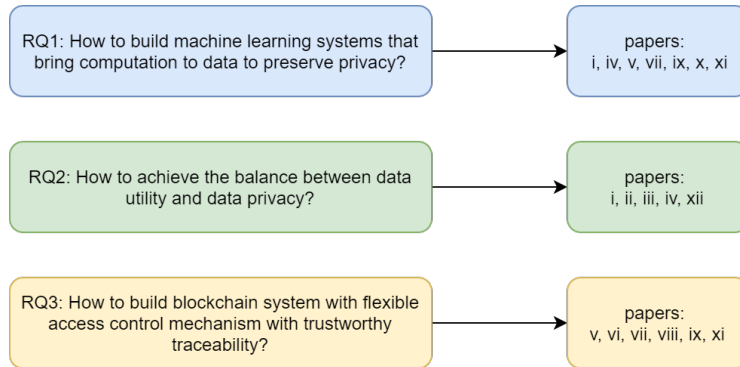 RQ1: How to build machine learning systems that
bring computation to data to preserve privacy?
papers:
i, iv, v, vii, ix, x, xi
RQ2: How to achieve the balance between data
utility and data privacy?
papers:
i, ii, iii, iv, xii
RQ3: How to build blockchain system with flexible
access control mechanism with trustworthy
traceability?
papers:
v, vi, vii, viii, ix, xi